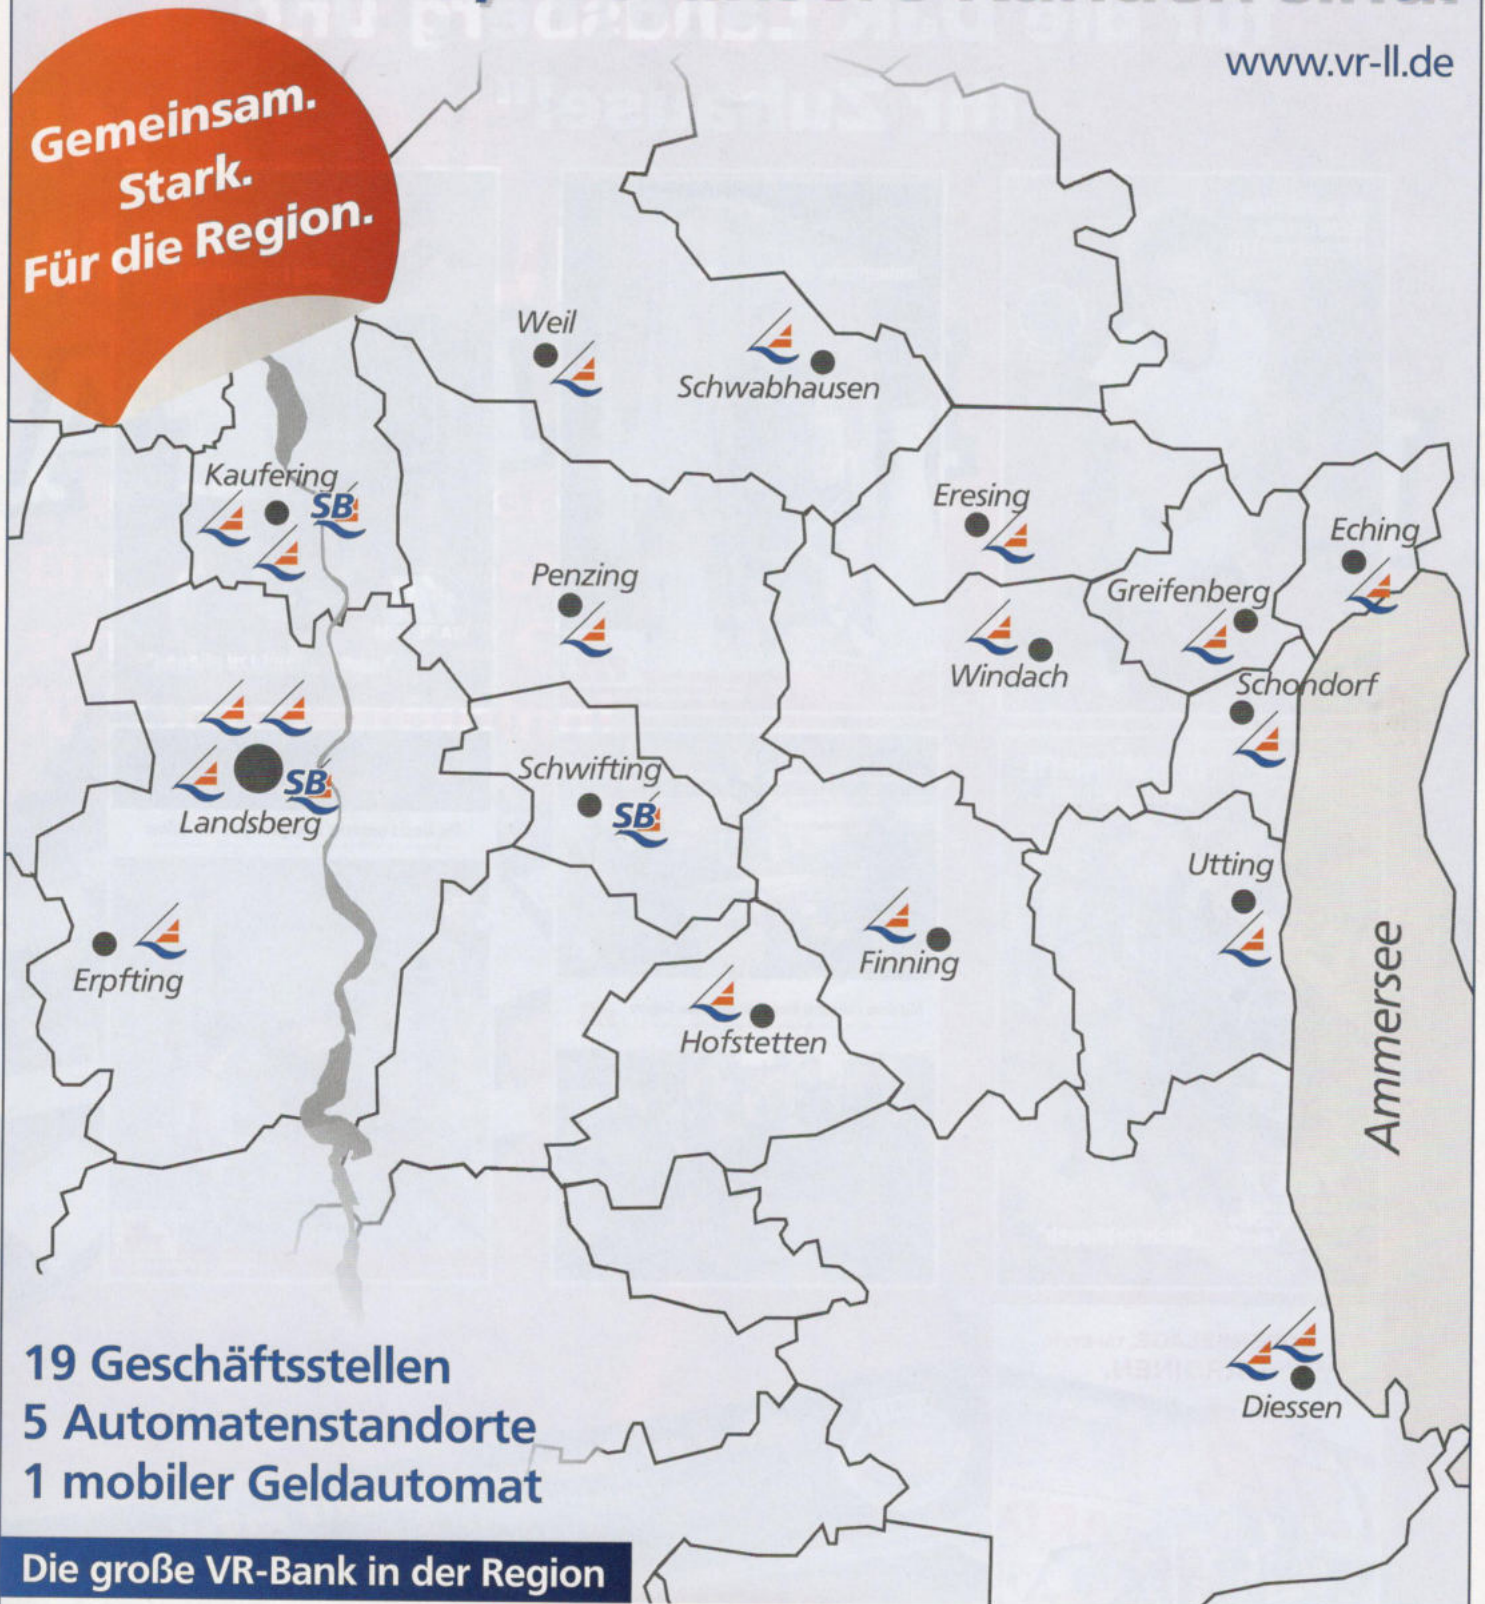 www.vr-ll.de
Gemeinsam.
Stark.
Für die Region.
Weil
Schwabhausen
Kaufering
SB
Eresing
Eching
Penzing
Greifenberg
Windach
Schondorf
Schwifting
SB
SB
Landsberg
Utting
Erpfting
Finning
Hofstetten
Ammersee
Diessen
19 Geschäftsstellen
5 Automatenstandorte
1 mobiler Geldautomat
Die große VR-Bank in der Region